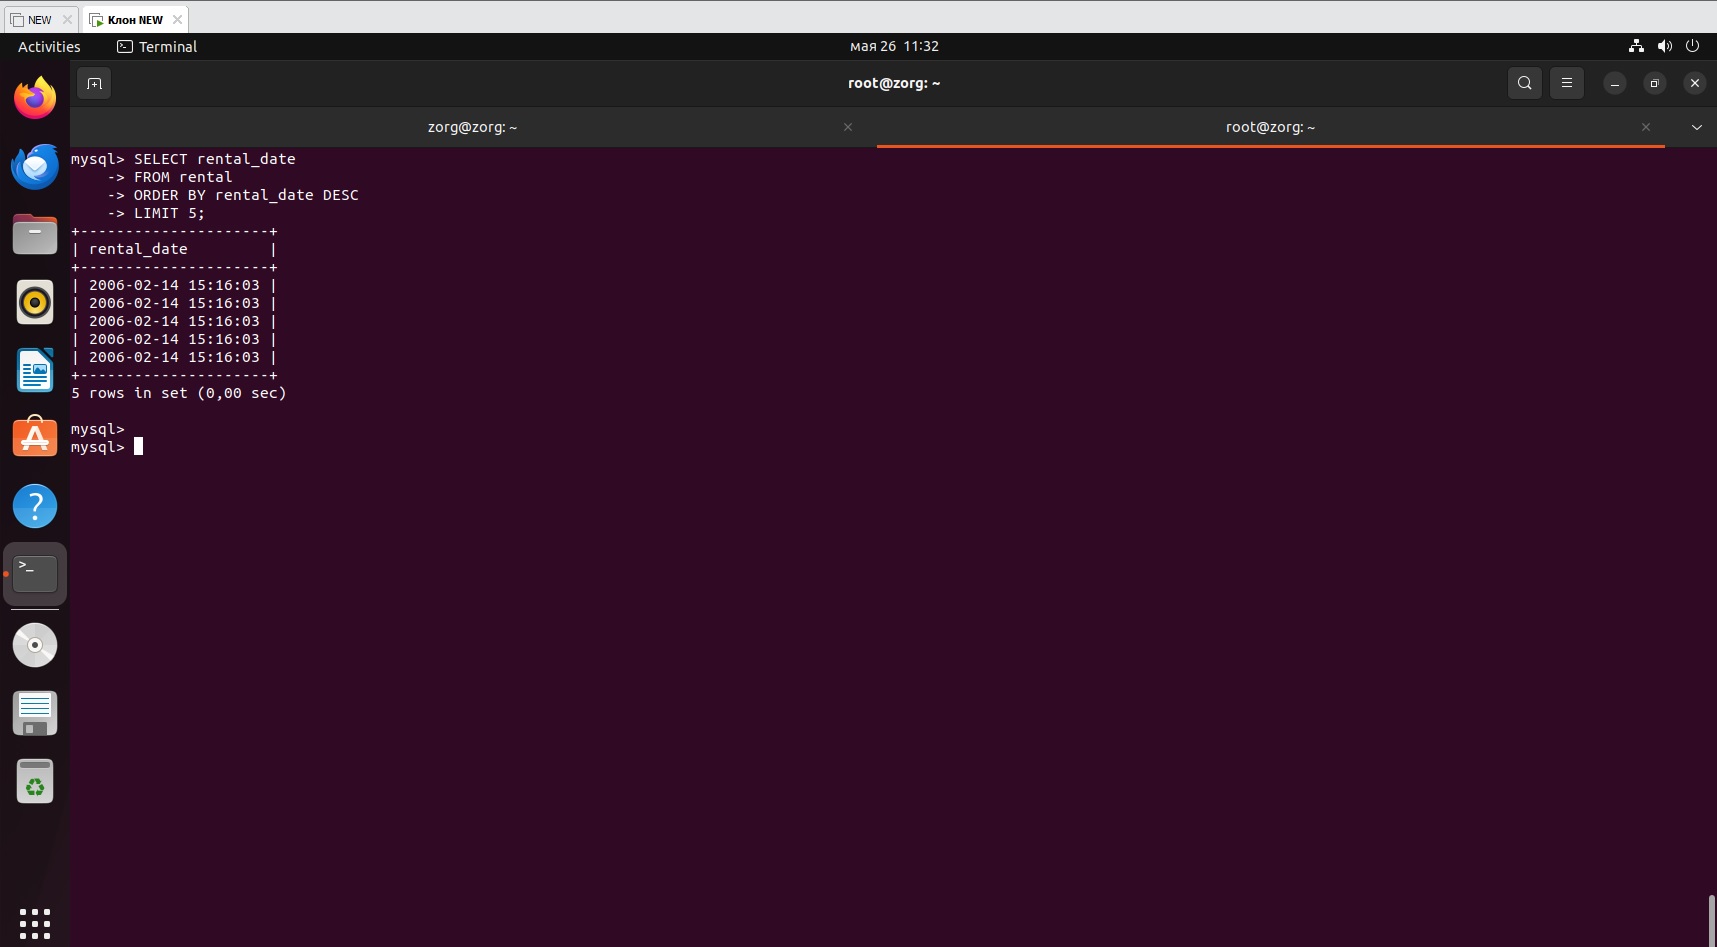 NEW
Клон NEW
Activities
Terminal
мая 26 11:32
root@zorg: ~
zorg@zorg: ~
root@zorg: ~
mysql> SELECT rental_date
    -> FROM rental
    -> ORDER BY rental_date DESC
    -> LIMIT 5;
+---------------------+
| rental_date         |
+---------------------+
| 2006-02-14 15:16:03 |
| 2006-02-14 15:16:03 |
| 2006-02-14 15:16:03 |
| 2006-02-14 15:16:03 |
| 2006-02-14 15:16:03 |
+---------------------+
5 rows in set (0,00 sec)
mysql>
mysql>